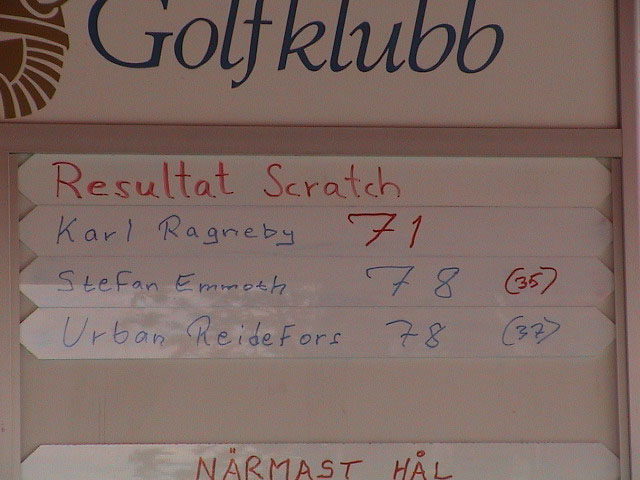 Golfklubb
Resultat Scratch
Karl Ragneby 71
Stefan Emmoth 78 (35)
Urban Reidefors 78 (37)
NÄRMAST HÅL